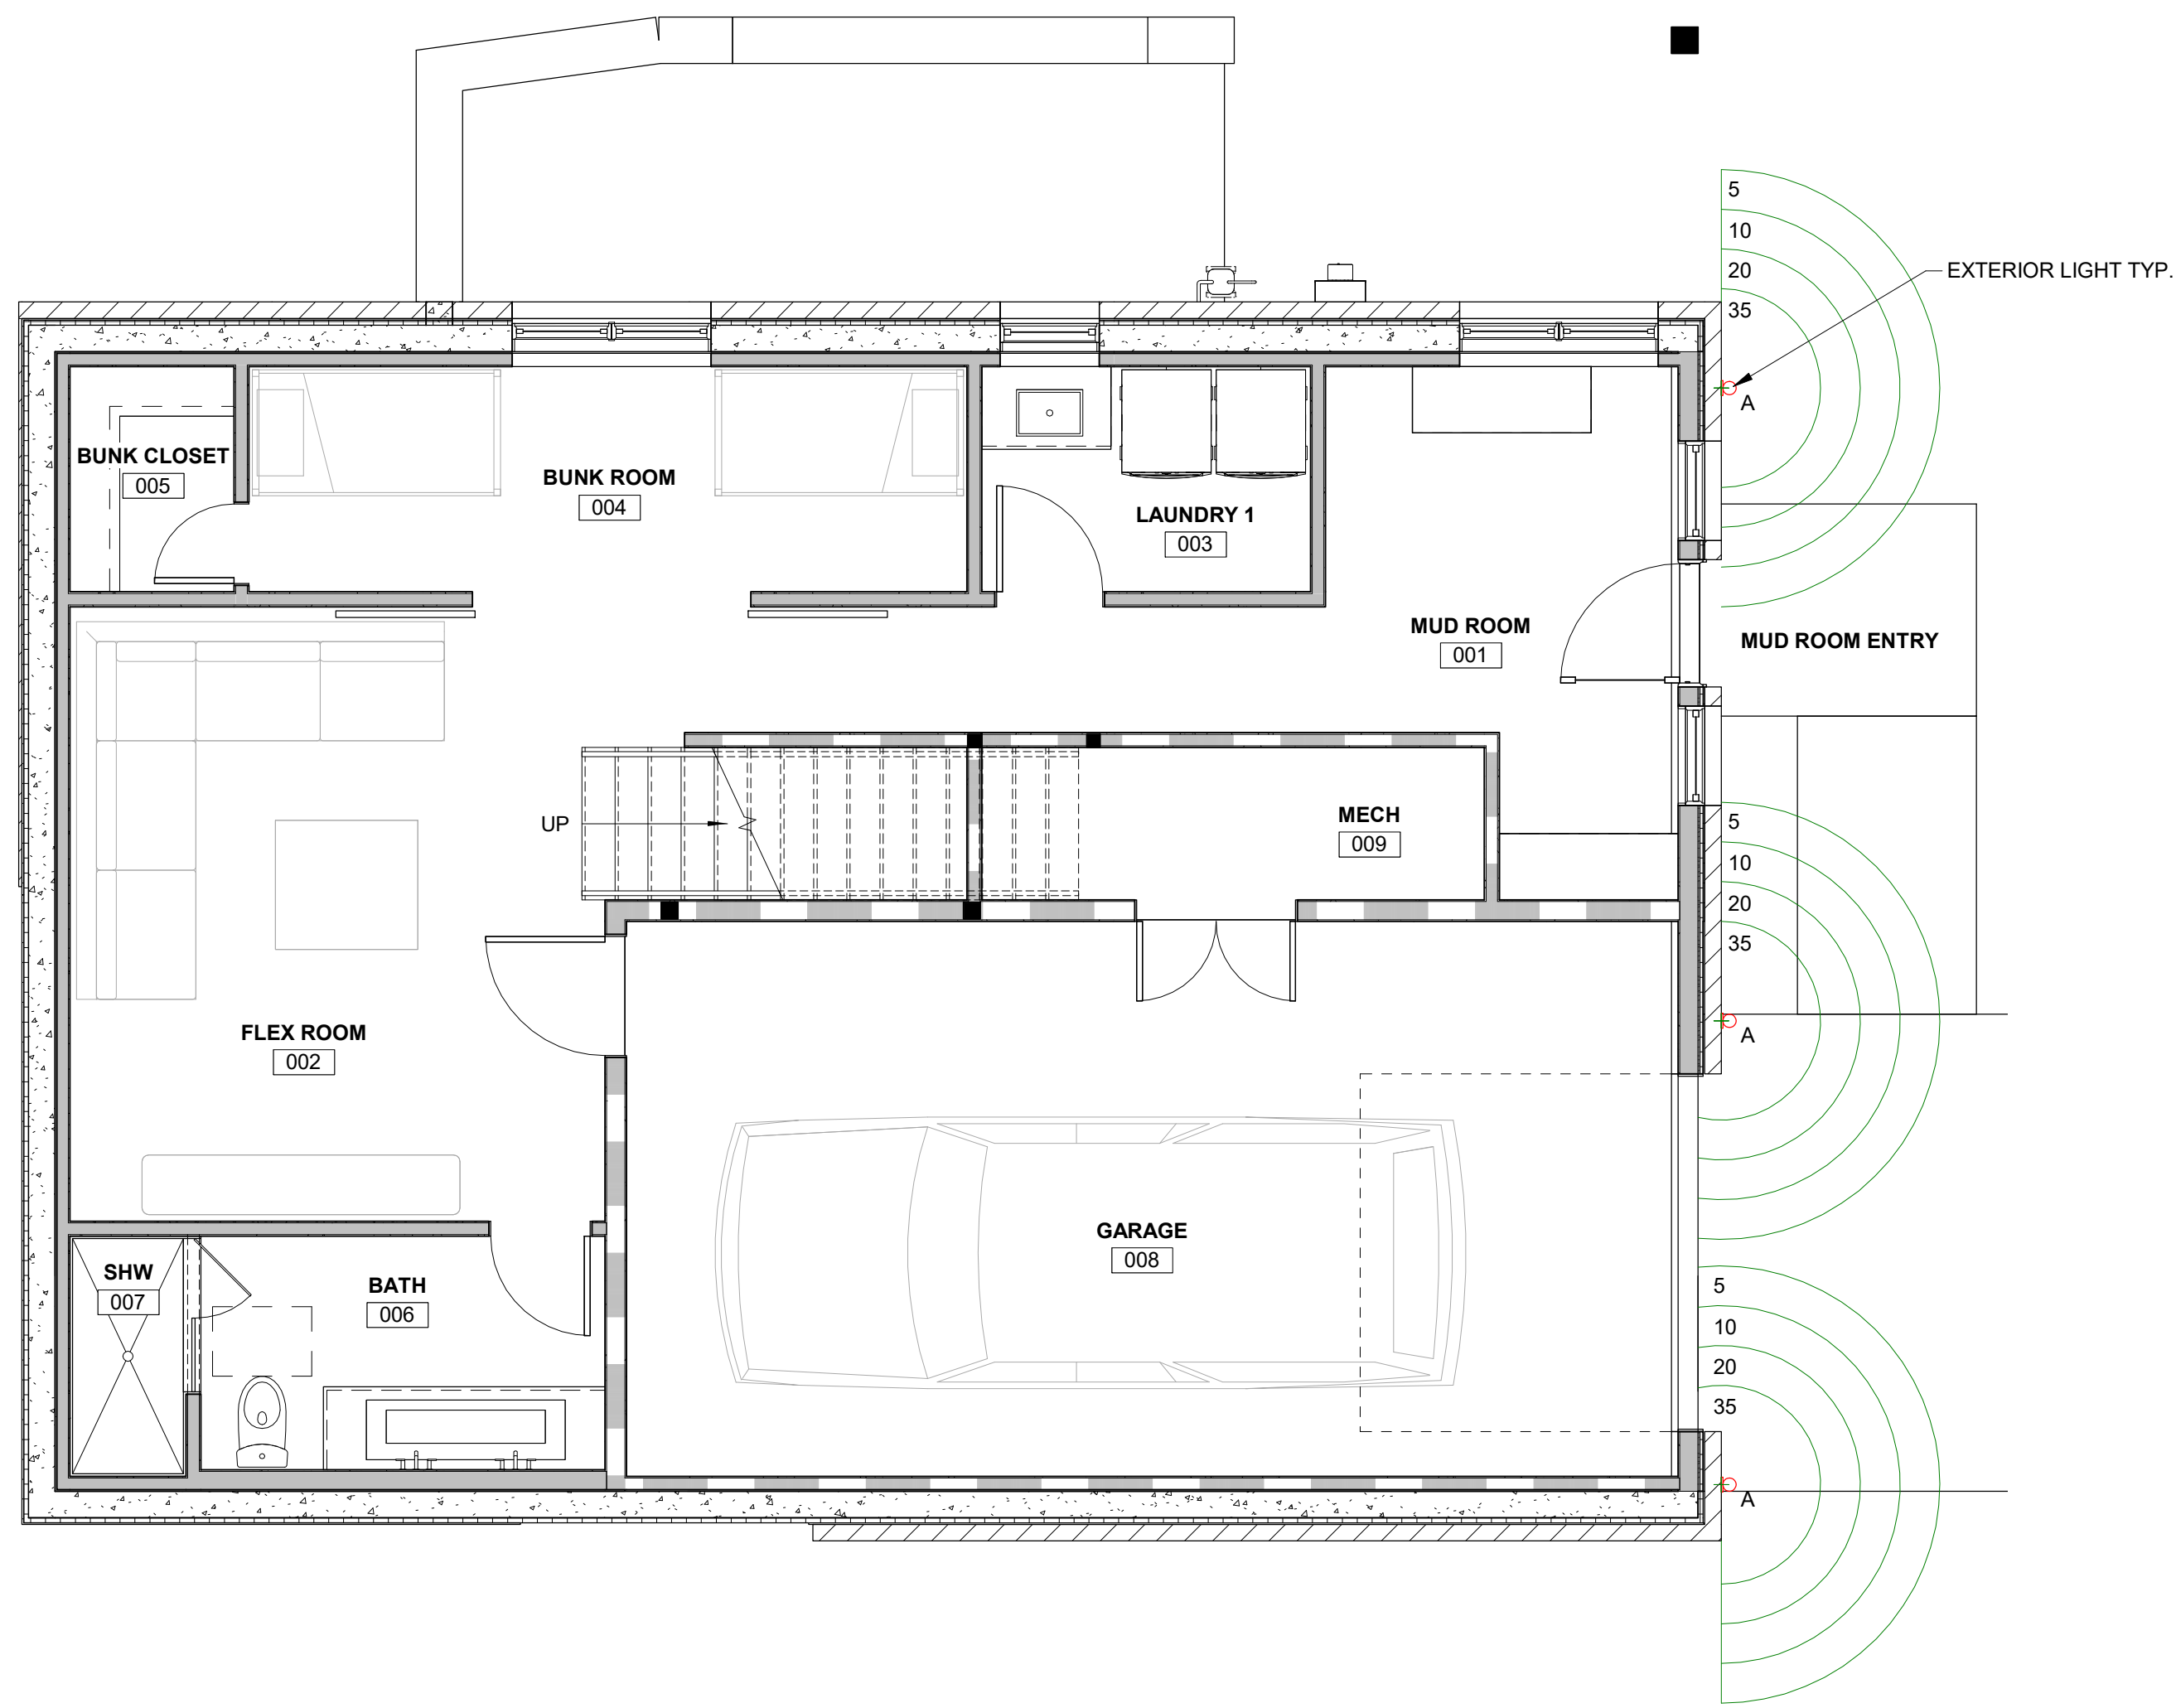 5
10
20
EXTERIOR LIGHT TYP.
35
A
BUNK CLOSET
005
BUNK ROOM
004
LAUNDRY 1
003
MUD ROOM
001
MUD ROOM ENTRY
UP
MECH
009
5
10
20
35
A
FLEX ROOM
002
GARAGE
008
SHW
007
BATH
006
5
10
20
35
A